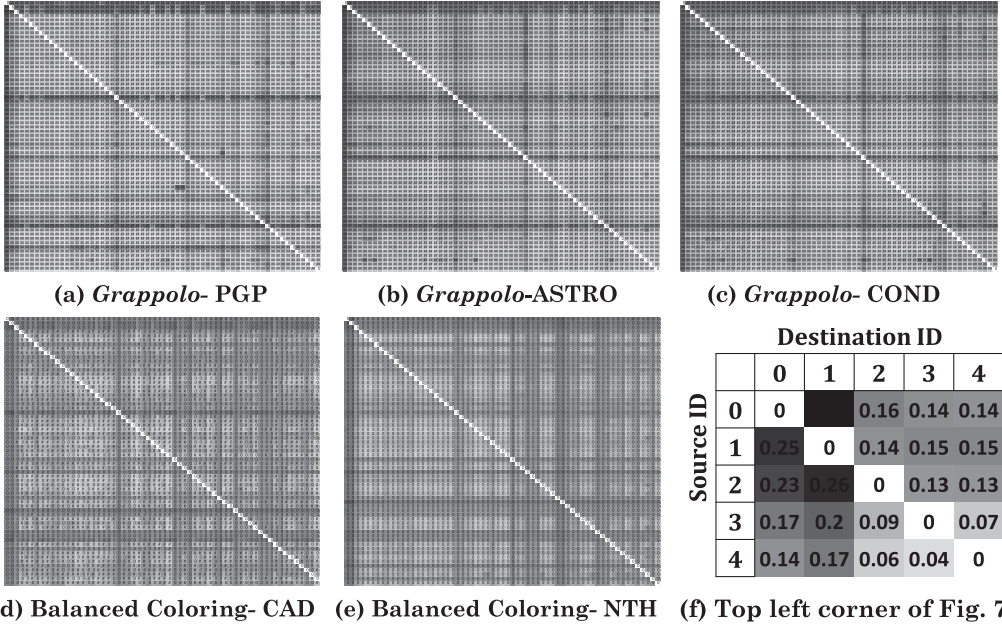 (a) Grappolo- PGP
(b) Grappolo-ASTRO
(c) Grappolo- COND
d) Balanced Coloring- CAD
(e) Balanced Coloring- NTH
Destination ID
Source ID
0 1 2 3 4
0 0 0.16 0.14 0.14
1 0.25 0 0.14 0.15 0.15
2 0.23 0.26 0 0.13 0.13
3 0.17 0.2 0.09 0 0.07
4 0.14 0.17 0.06 0.04 0
(f) Top left corner of Fig. 7